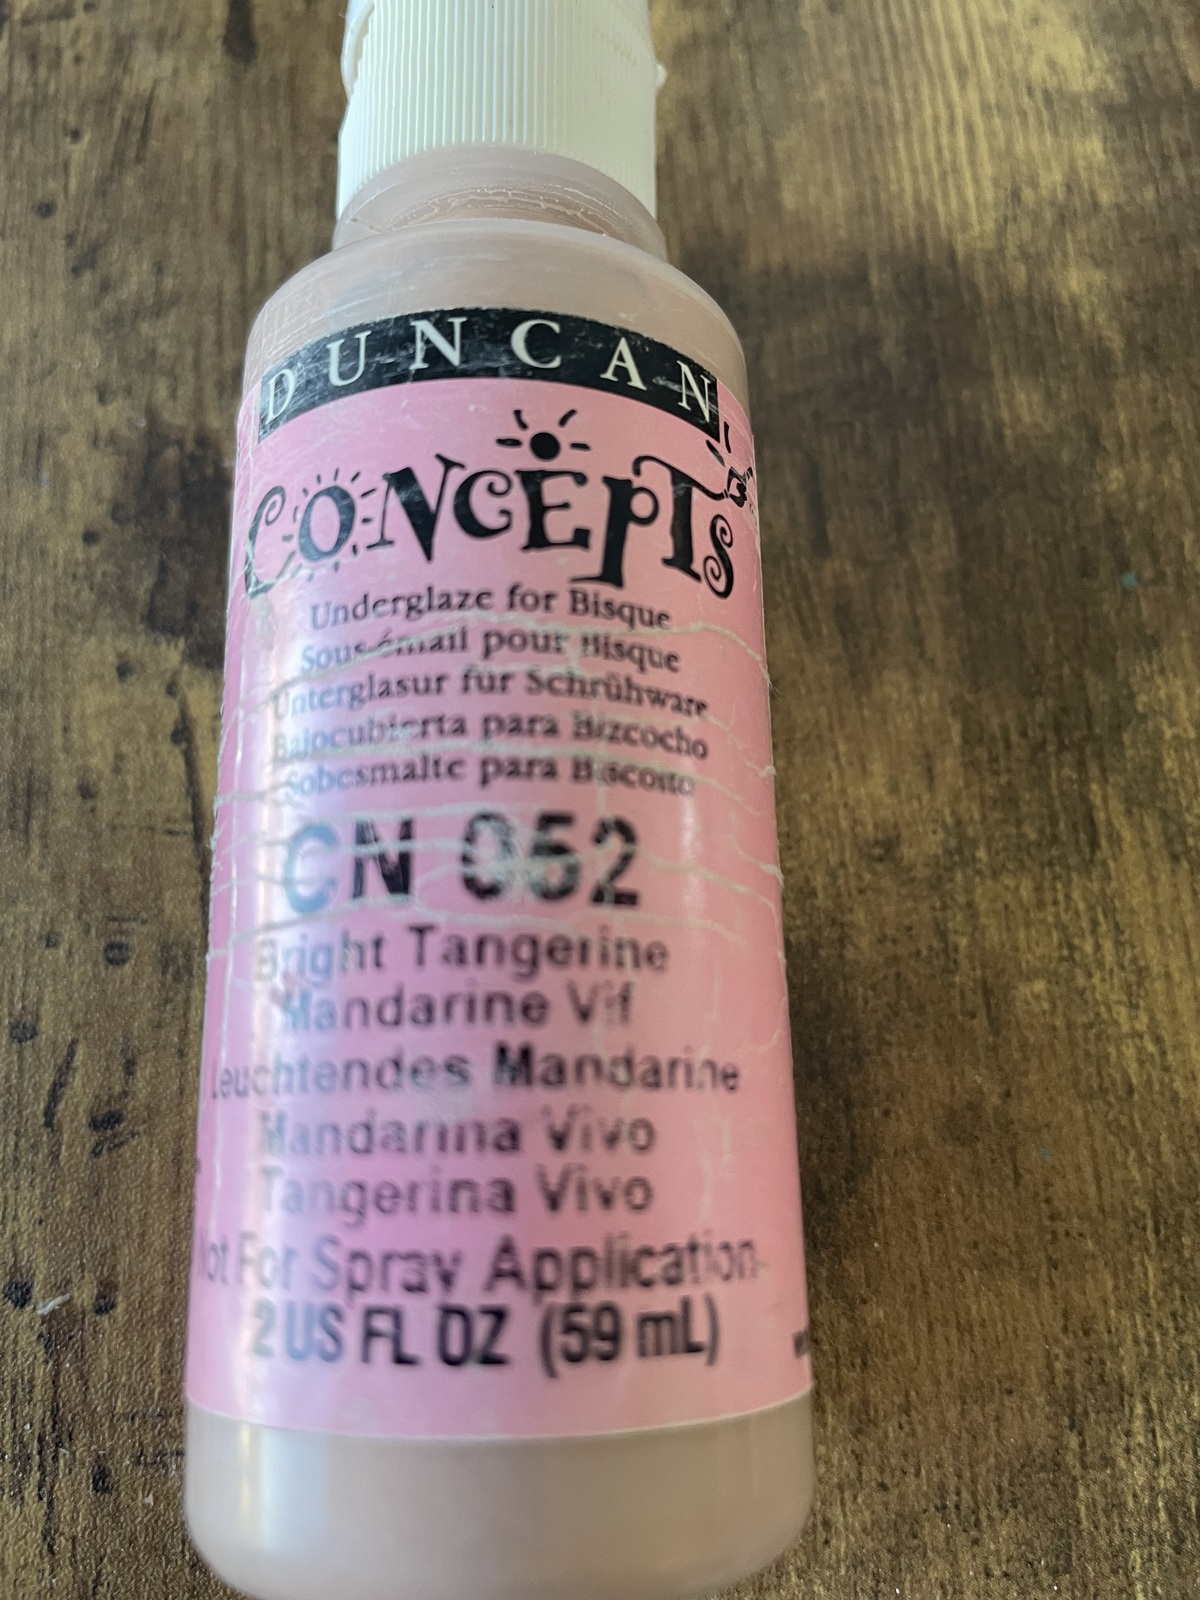 DUNCAN
CONCEPTS
Underglaze for Bisque
Sous-émail pour Bisque
Unterglasur für Schrühware
Bajocubierta para Bizcocho
Sobesmalte para Biscoito
CN 052
Bright Tangerine
Mandarine Vif
Leuchtendes Mandarine
Mandarina Vivo
Tangerina Vivo
Not For Spray Application
2 US FL OZ (59 mL)